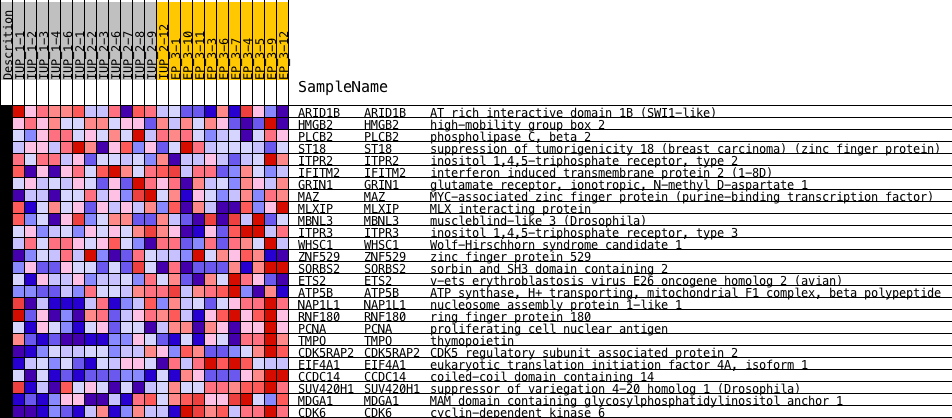 Descrition
IUP_1-1
IUP_1-2
IUP_1-3
IUP_1-4
IUP_1-6
IUP_2-1
IUP_2-2
IUP_2-3
IUP_2-6
IUP_2-7
IUP_2-8
IUP_2-9
IUP_2-12
EP_3-1
EP_3-10
EP_3-11
EP_3-3
EP_3-6
EP_3-7
EP_3-4
EP_3-5
EP_3-9
EP_3-12
SampleName
ARID1B ARID1B AT rich interactive domain 1B (SWI1-like)
HMGB2 HMGB2 high-mobility group box 2
PLCB2 PLCB2 phospholipase C, beta 2
ST18 ST18 suppression of tumorigenicity 18 (breast carcinoma) (zinc finger protein)
ITPR2 ITPR2 inositol 1,4,5-triphosphate receptor, type 2
IFITM2 IFITM2 interferon induced transmembrane protein 2 (1-8D)
GRIN1 GRIN1 glutamate receptor, ionotropic, N-methyl D-aspartate 1
MAZ MAZ MYC-associated zinc finger protein (purine-binding transcription factor)
MLXIP MLXIP MLX interacting protein
MBNL3 MBNL3 muscleblind-like 3 (Drosophila)
ITPR3 ITPR3 inositol 1,4,5-triphosphate receptor, type 3
WHSC1 WHSC1 Wolf-Hirschhorn syndrome candidate 1
ZNF529 ZNF529 zinc finger protein 529
SORBS2 SORBS2 sorbin and SH3 domain containing 2
ETS2 ETS2 v-ets erythroblastosis virus E26 oncogene homolog 2 (avian)
ATP5B ATP5B ATP synthase, H+ transporting, mitochondrial F1 complex, beta polypeptide
NAP1L1 NAP1L1 nucleosome assembly protein 1-like 1
RNF180 RNF180 ring finger protein 180
PCNA PCNA proliferating cell nuclear antigen
TMPO TMPO thymopoietin
CDK5RAP2 CDK5RAP2 CDK5 regulatory subunit associated protein 2
EIF4A1 EIF4A1 eukaryotic translation initiation factor 4A, isoform 1
CCDC14 CCDC14 coiled-coil domain containing 14
SUV420H1 SUV420H1 suppressor of variegation 4-20 homolog 1 (Drosophila)
MDGA1 MDGA1 MAM domain containing glycosylphosphatidylinositol anchor 1
CDK6 CDK6 cyclin-dependent kinase 6